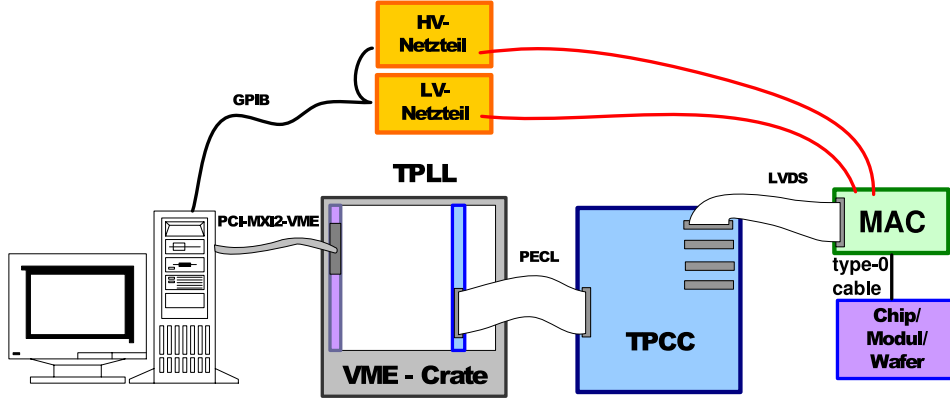 HV-
Netzteil
GPIB
LV-
Netzteil
TPLL
LVDS
PCI-MXI2-VME
MAC
PECL
type-0
cable
TPCC
Chip/
Modul/
Wafer
VME - Crate